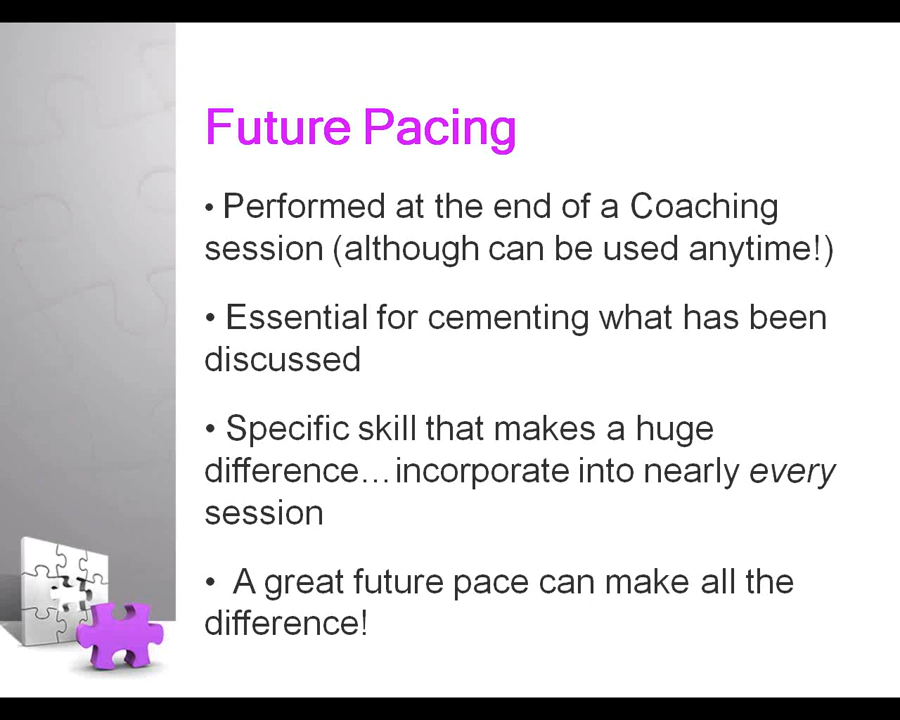 Future Pacing
• Performed at the end of a Coaching
session (although can be used anytime!)
• Essential for cementing what has been
discussed
• Specific skill that makes a huge
difference…incorporate into nearly every
session
• A great future pace can make all the
difference!